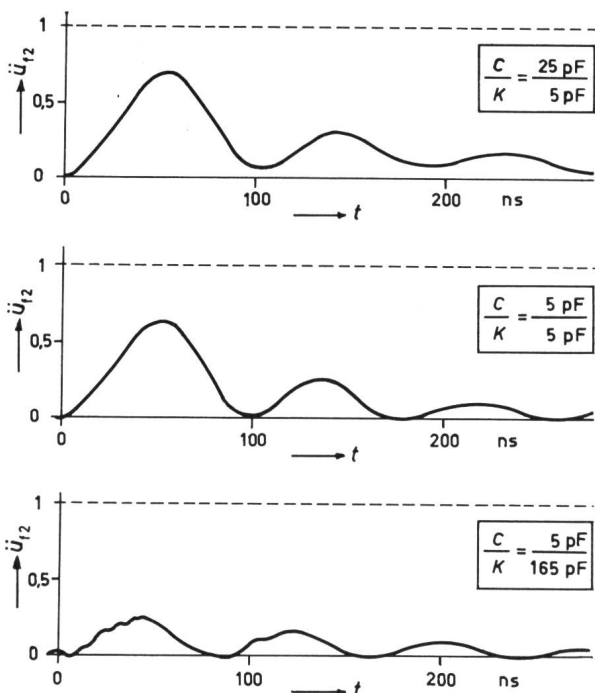 1
ü_f2
0,5
0
C/K = 25 pF/5 pF
0 100 200 ns
t
1
ü_f2
0,5
0
C/K = 5 pF/5 pF
0 100 200 ns
t
1
ü_f2
0,5
0
C/K = 5 pF/165 pF
0 100 200 ns
t